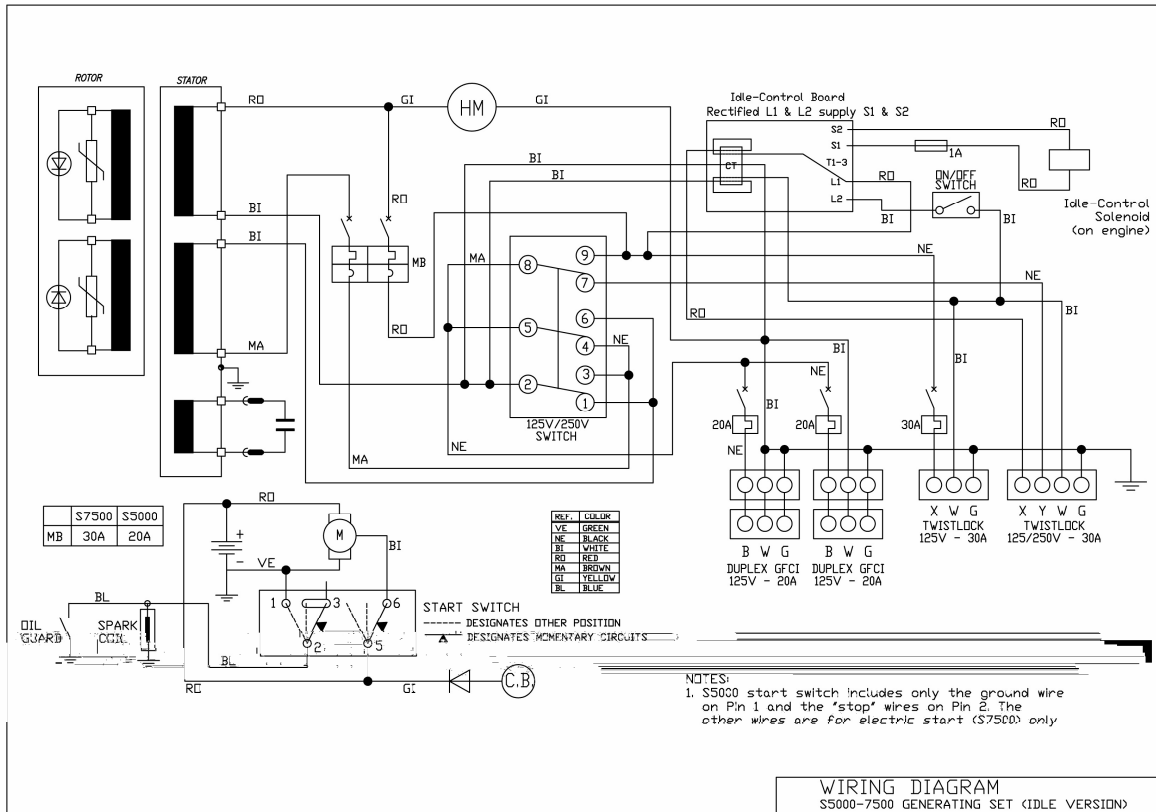 ROTOR
STATOR
RO
GI
HM
GI
Idle-Control Board
Rectified L1 & L2 supply S1 & S2
S2
RO
S1
1A
T1-3
CT
BI
BI
L1
RO
L2
BI
ON/OFF
SWITCH
RO
BI
Idle-Control
Solenoid
(on engine)
RO
BI
BI
MB
MA
8
9
7
NE
NE
BI
RO
RO
5
6
4
NE
MA
2
3
1
BI
NE
BI
BI
125V/250V
SWITCH
20A
20A
30A
NE
NE
MA
X W G
X Y W G
TWISTLOCK
125V - 30A
TWISTLOCK
125/250V - 30A
B W G
B W G
DUPLEX GFCI
125V - 20A
DUPLEX GFCI
125V - 20A
S7500 S5000
MB 30A 20A
RO
+
-
M
BI
VE
REF. COLOR
VE GREEN
NE BLACK
BI WHITE
RO RED
MA BROWN
GI YELLOW
BL BLUE
BL
OIL
GUARD
SPARK
COIL
1
3
6
2
5
START SWITCH
DESIGNATES OTHER POSITION
DESIGNATES MOMENTARY CIRCUITS
BL
RO
GI
C.B.
NOTES:
1. S5000 start switch includes only the ground wire
on Pin 1 and the "stop" wires on Pin 2. The
other wires are for electric start (S7500) only
WIRING DIAGRAM
S5000-7500 GENERATING SET (IDLE VERSION)